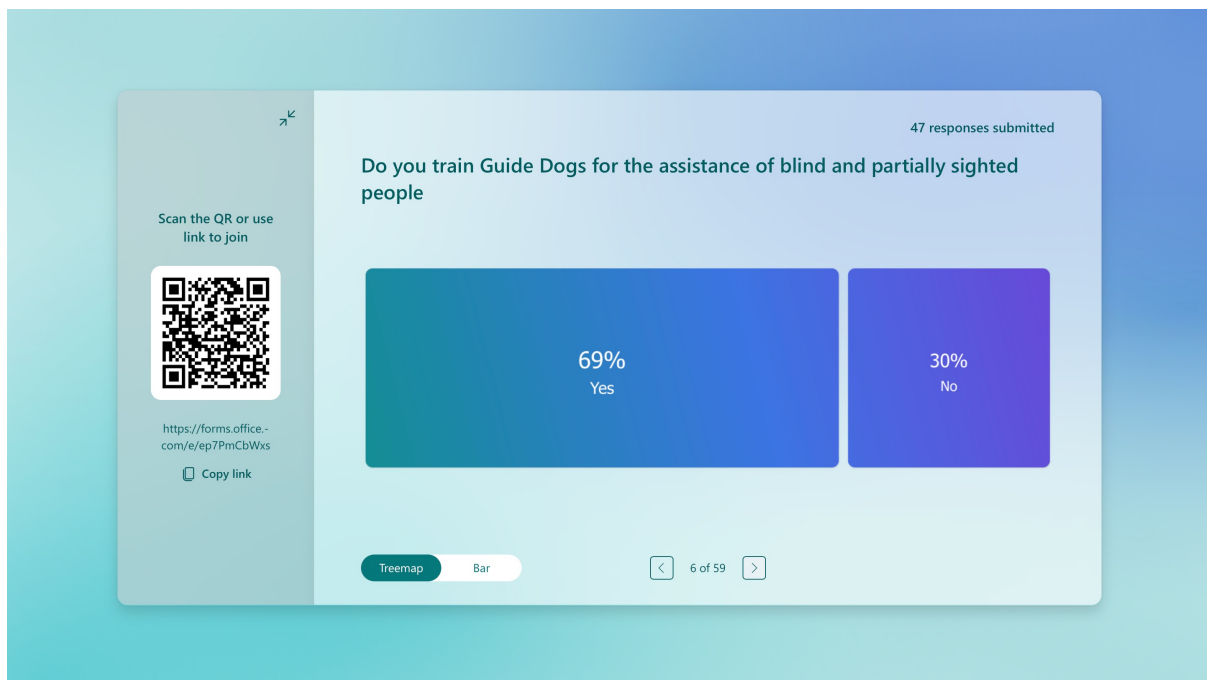 47 responses submitted
Do you train Guide Dogs for the assistance of blind and partially sighted
people
Scan the QR or use
link to join
https://forms.office.-
com/e/ep7PmCbWxs
Copy link
69%
Yes
30%
No
Treemap
Bar
6 of 59